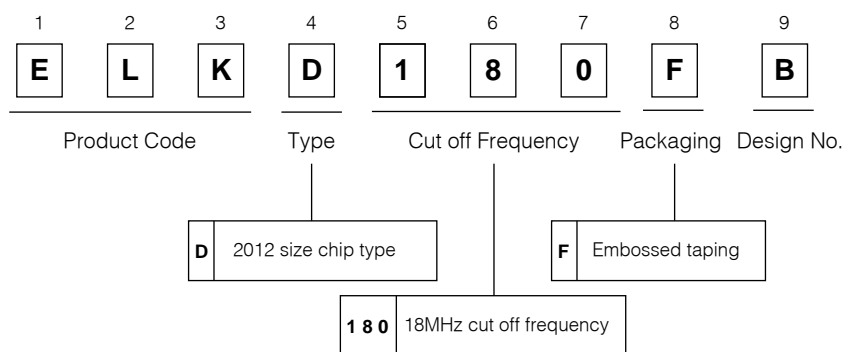 1 2 3 4 5 6 7 8 9
E L K D 1 8 0 F B
Product Code Type Cut off Frequency Packaging Design No.
D 2012 size chip type F Embossed taping
1 8 0 18MHz cut off frequency